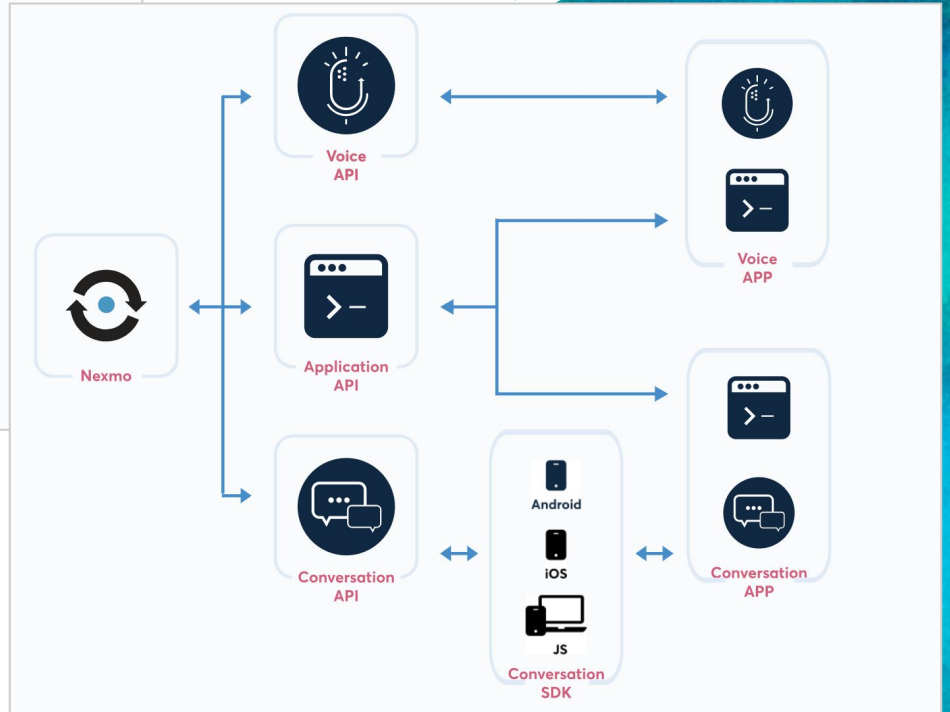 Voice
API
Voice
APP
Nexmo
Application
API
Conversation
API
Android
iOS
JS
Conversation
SDK
Conversation
APP